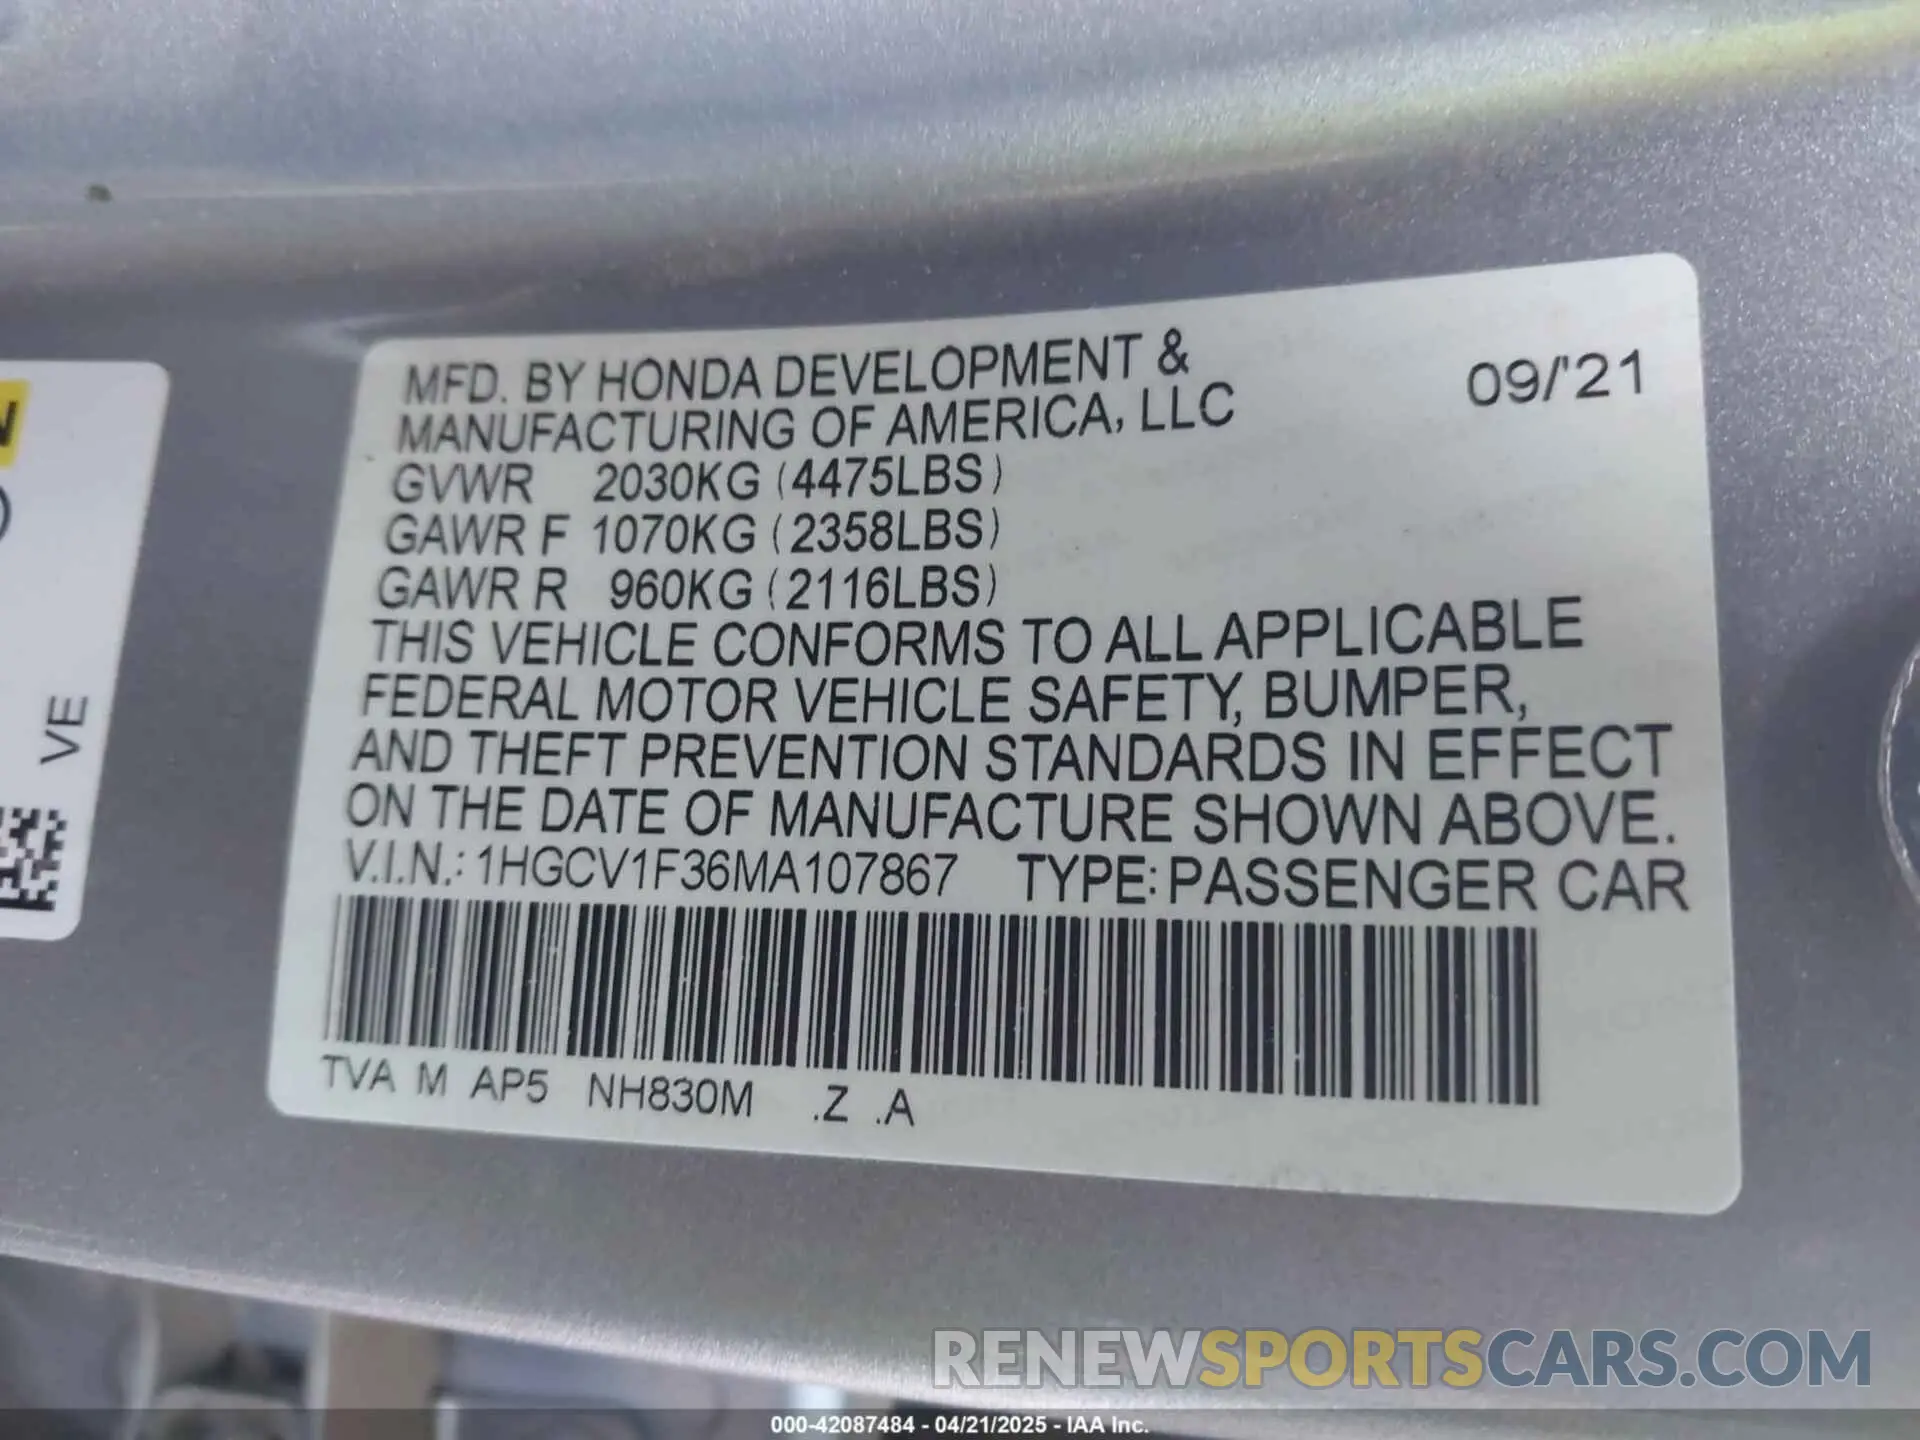 MFD. BY HONDA DEVELOPMENT &
MANUFACTURING OF AMERICA, LLC
09/'21
GVWR 2030KG (4475LBS)
GAWR F 1070KG (2358LBS)
GAWR R 960KG (2116LBS)
THIS VEHICLE CONFORMS TO ALL APPLICABLE
FEDERAL MOTOR VEHICLE SAFETY, BUMPER,
AND THEFT PREVENTION STANDARDS IN EFFECT
ON THE DATE OF MANUFACTURE SHOWN ABOVE.
V.I.N.: 1HGCV1F36MA107867 TYPE: PASSENGER CAR
TVA M AP5 NH830M .Z .A
VE
RENEWSPORTSCARS.COM
000-42087484 - 04/21/2025 - IAA Inc.